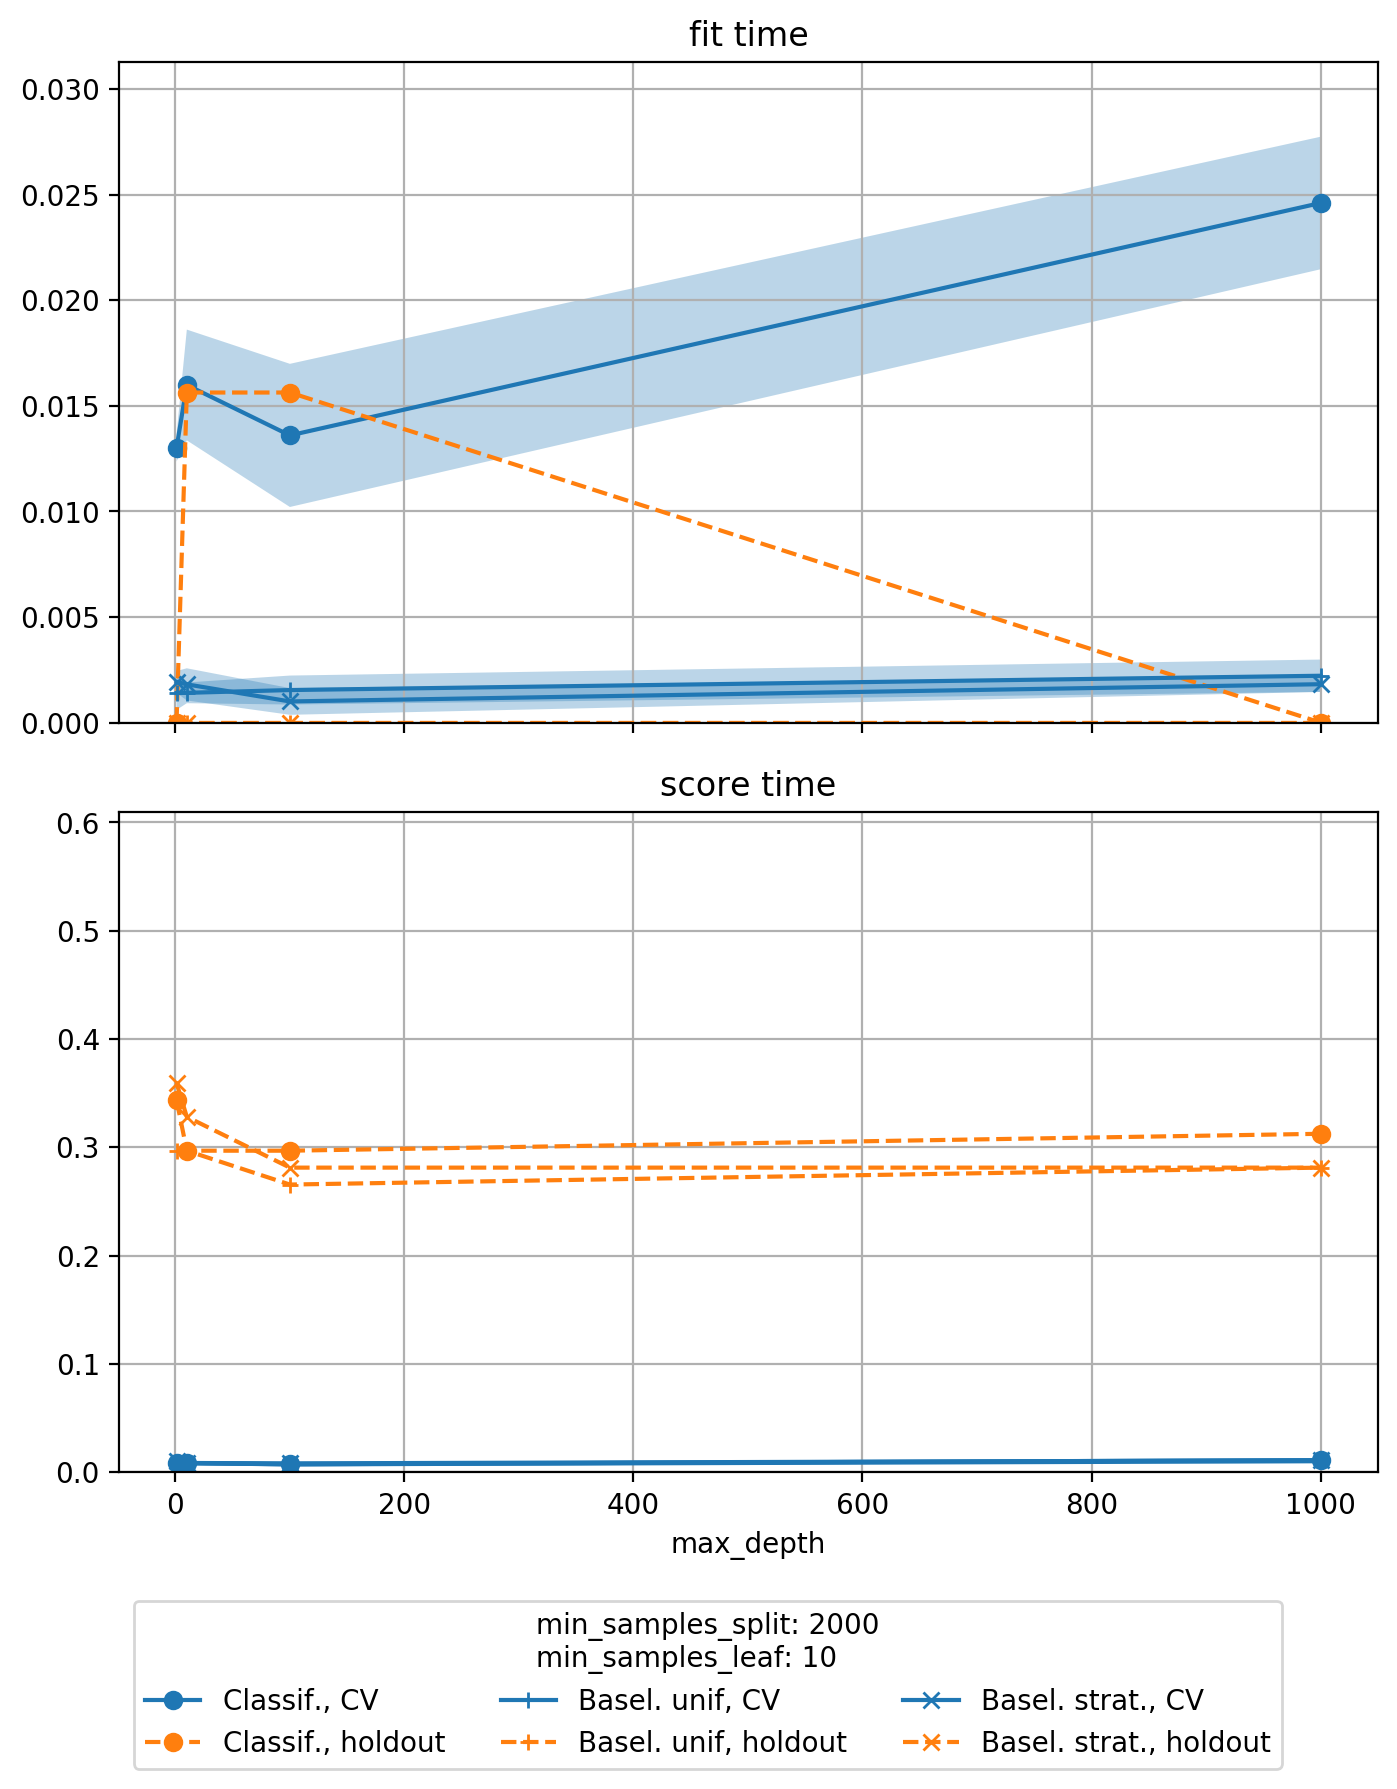 fit time
0.030
0.025
0.020
0.015
0.010
0.005
0.000
score time
0.6
0.5
0.4
0.3
0.2
0.1
0.0
0 200 400 600 800 1000
max_depth
min_samples_split: 2000
min_samples_leaf: 10
Classif., CV Basel. unif, CV Basel. strat., CV
Classif., holdout Basel. unif, holdout Basel. strat., holdout